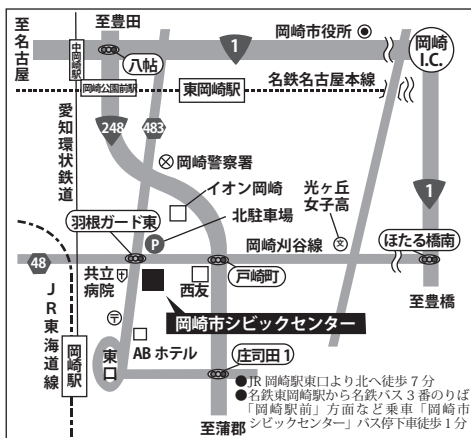 至豊田
至名古屋
中岡崎駅
八帖
1
岡崎市役所
岡崎
I.C.
岡崎公園前駅
東岡崎駅
名鉄名古屋本線
愛知環状鉄道
248
483
岡崎警察署
1
イオン岡崎
光ヶ丘
女子高
羽根ガード東
北駐車場
P
岡崎刈谷線
文
ほたる橋南
48
共立
病院
西友
戸崎町
至豊橋
JR東海道線
岡崎市シビックセンター
岡崎駅
東口
ABホテル
庄司田1
至蒲郡
●JR岡崎駅東口より北へ徒歩7分
●名鉄東岡崎駅から名鉄バス3番のりば
「岡崎駅前」方面など乗車「岡崎市
シビックセンター」バス停下車徒歩1分